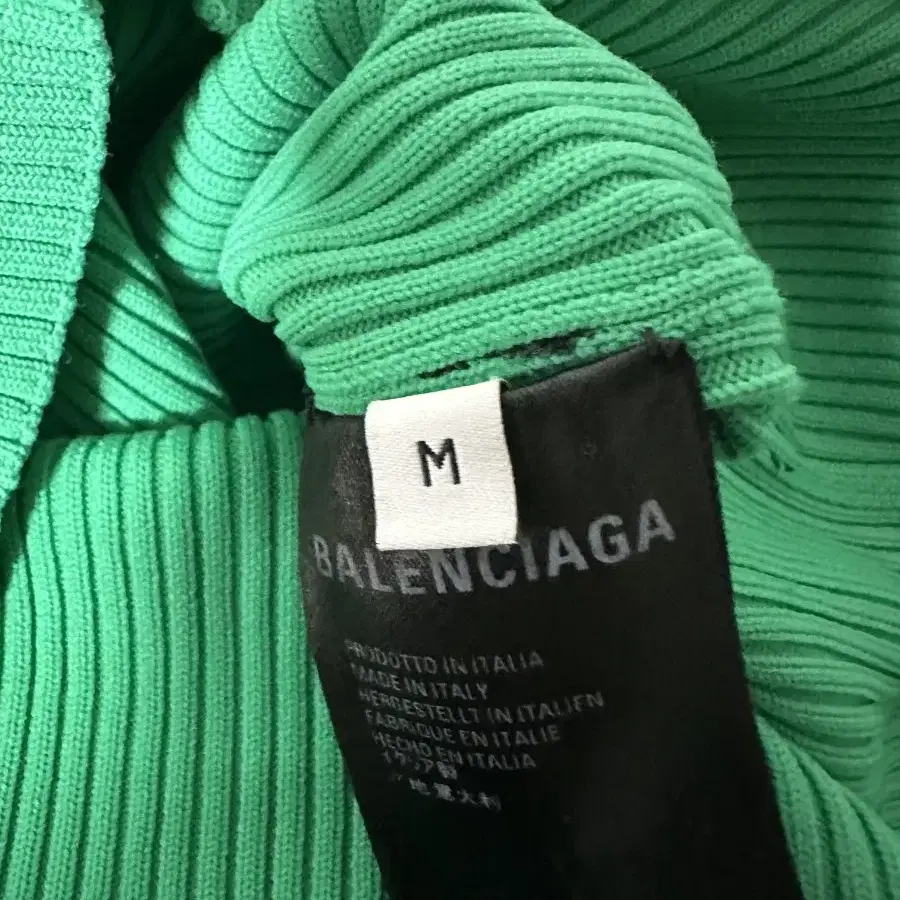 M
BALENCIAGA
PRODOTTO IN ITALIA
MADE IN ITALY
HERGESTELLT IN ITALIEN
FABRIQUE EN ITALIE
HECHO EN ITALIA
イタリア製